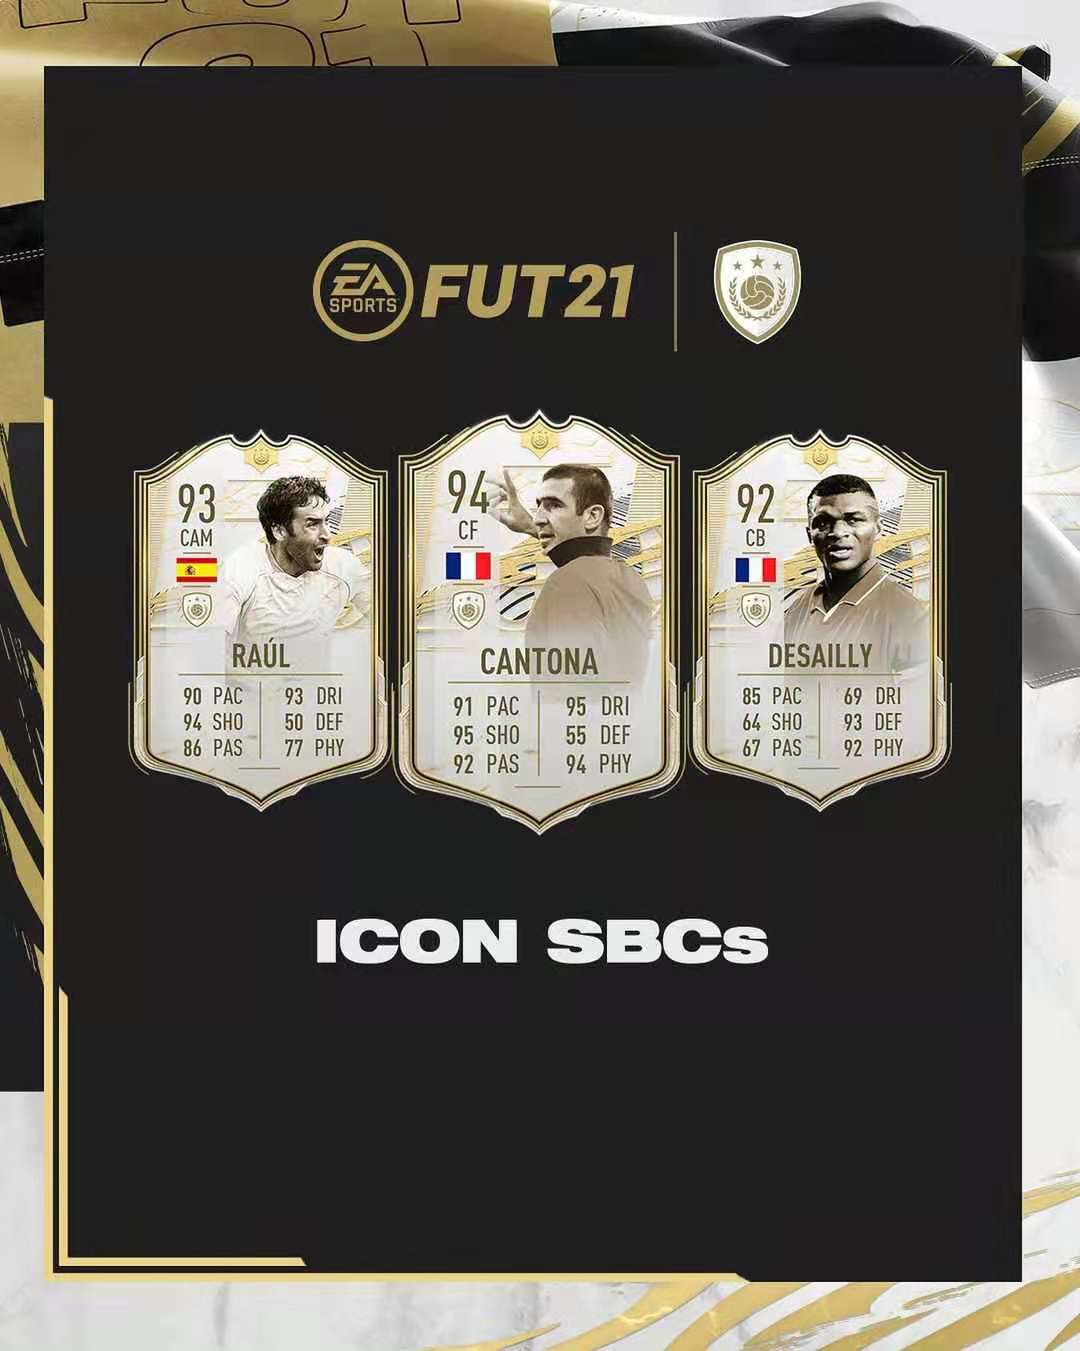 EA
SPORTS
FUT21
93
CAM
RAÚL
90 PAC 93 DRI
94 SHO 50 DEF
86 PAS 77 PHY
94
CF
CANTONA
91 PAC 95 DRI
95 SHO 55 DEF
92 PAS 94 PHY
92
CB
DESAILLY
85 PAC 69 DRI
64 SHO 93 DEF
67 PAS 92 PHY
ICON SBCs